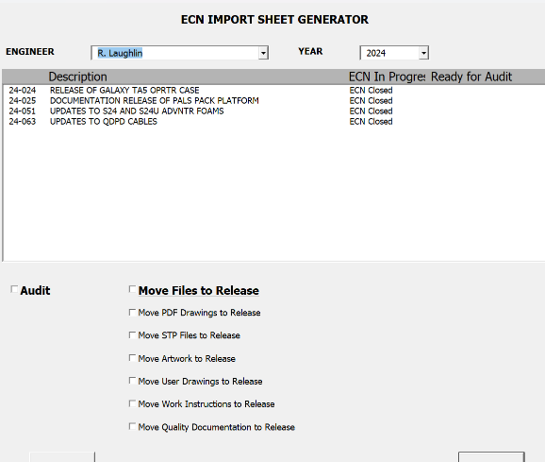 ECN IMPORT SHEET GENERATOR
ENGINEER R. Laughlin YEAR 2024
Description ECN In Progre: Ready for Audit
24-024 RELEASE OF GALAXY TA5 OPRTR CASE ECN Closed
24-025 DOCUMENTATION RELEASE OF PALS PACK PLATFORM ECN Closed
24-051 UPDATES TO S24 AND S24U ADVNTR FOAMS ECN Closed
24-063 UPDATES TO QDPD CABLES ECN Closed
Audit Move Files to Release
Move PDF Drawings to Release
Move STP Files to Release
Move Artwork to Release
Move User Drawings to Release
Move Work Instructions to Release
Move Quality Documentation to Release